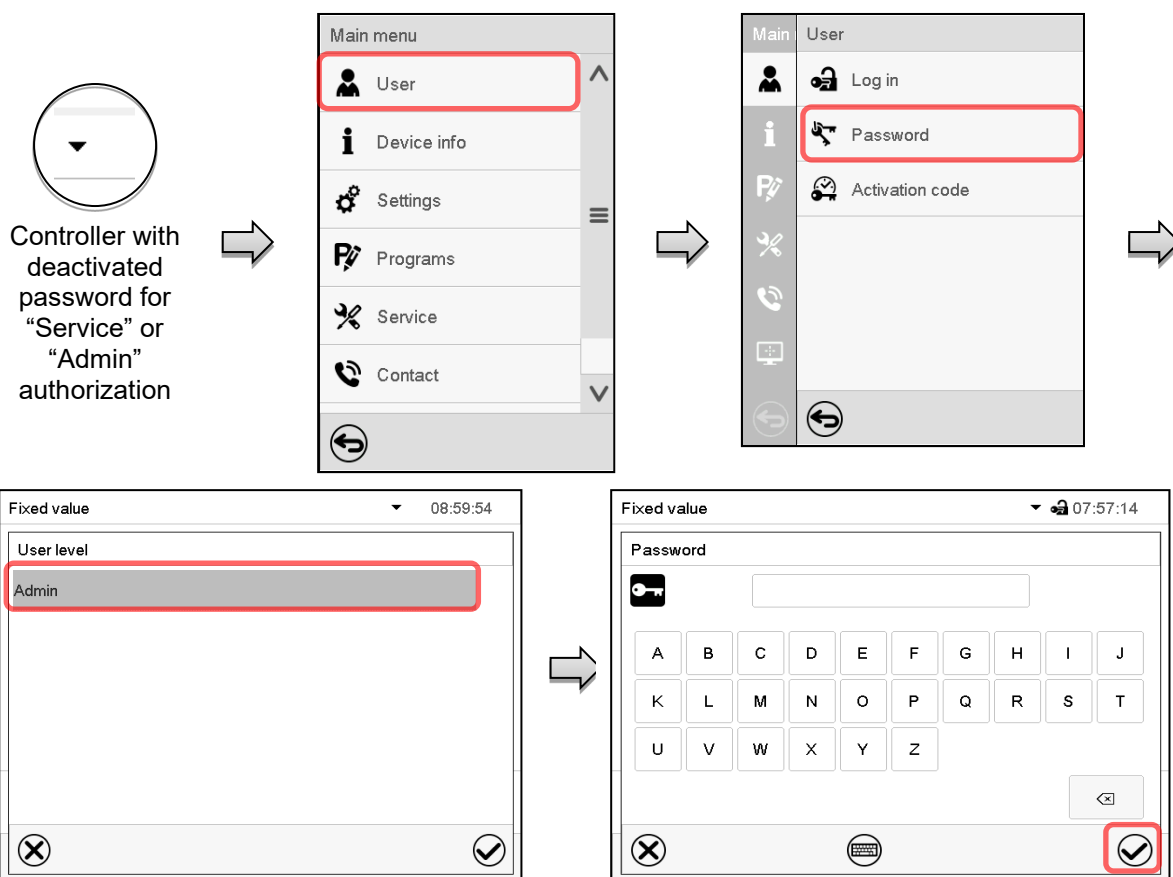 Controller with
deactivated
password for
“Service” or
“Admin”
authorization
Main menu
User
Device info
Settings
Programs
Service
Contact
Main
User
Log in
Password
Activation code
Fixed value 08:59:54
User level
Admin
Fixed value 07:57:14
Password
A B C D E F G H I J
K L M N O P Q R S T
U V W X Y Z